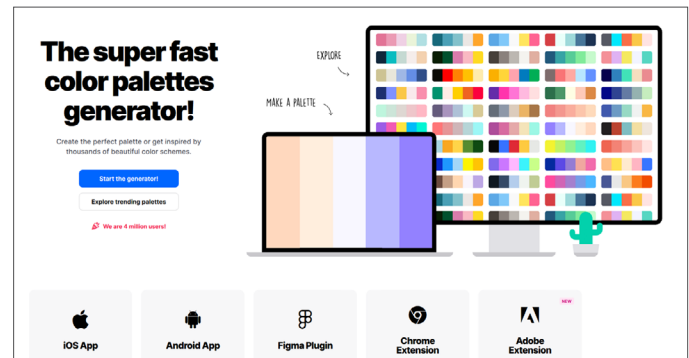 The super fast
color palettes
generator!
Create the perfect palette or get inspired by
thousands of beautiful color schemes.
Start the generator!
Explore trending palettes
We are 4 million users!
EXPLORE
MAKE A PALETTE
iOS App
Android App
Figma Plugin
Chrome
Extension
NEW
Adobe
Extension